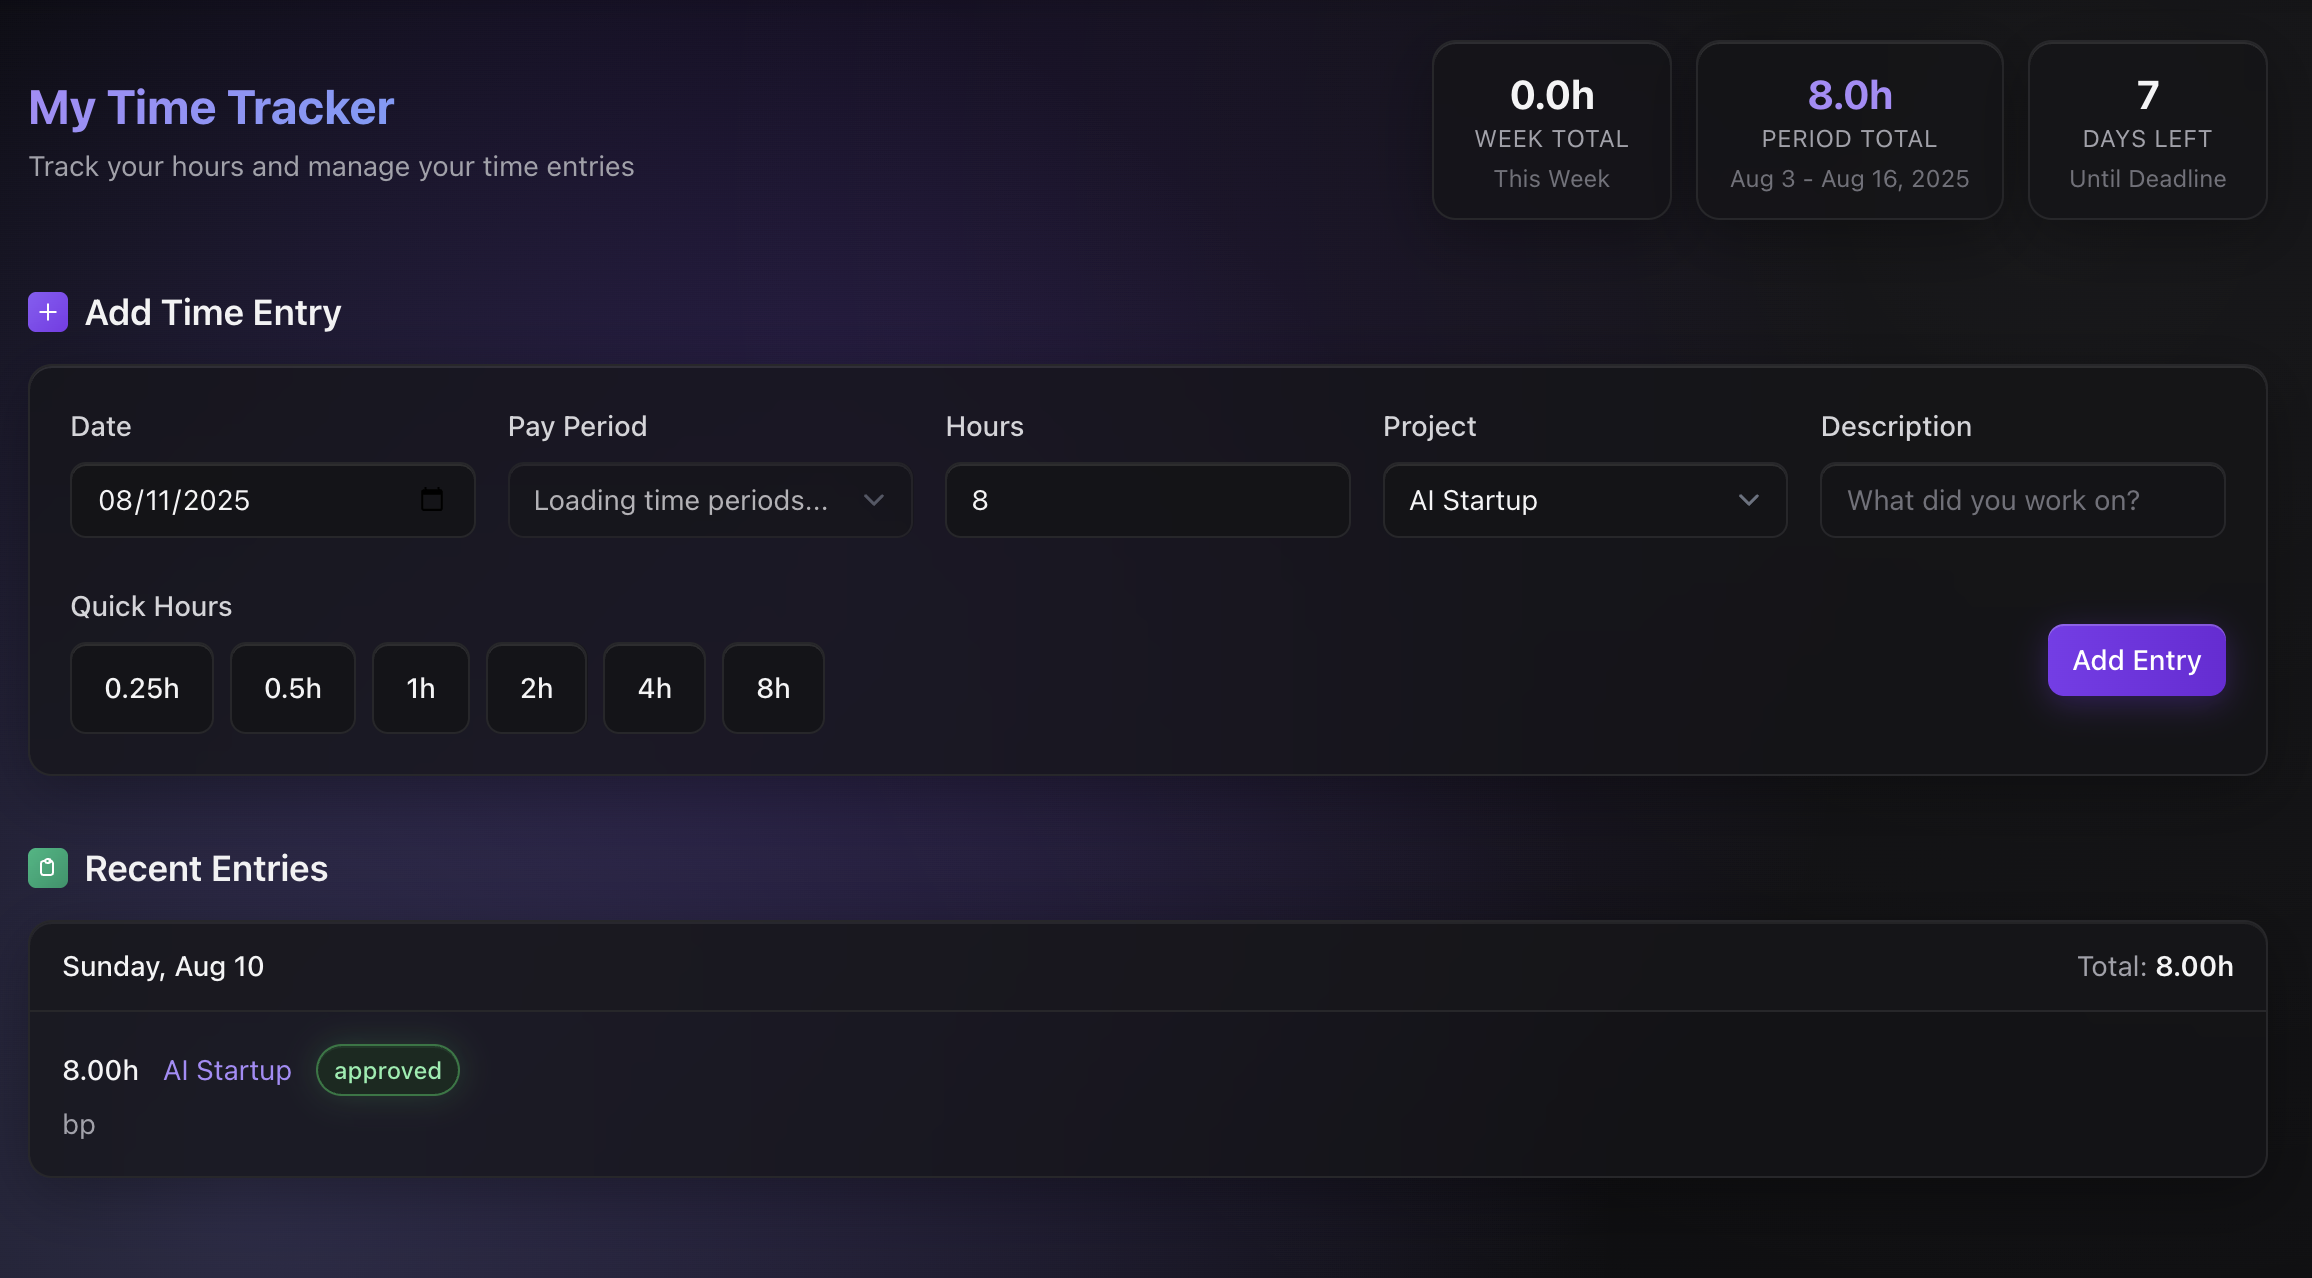 My Time Tracker
Track your hours and manage your time entries
0.0h
WEEK TOTAL
This Week
8.0h
PERIOD TOTAL
Aug 3 - Aug 16, 2025
7
DAYS LEFT
Until Deadline
Add Time Entry
Date
08/11/2025
Pay Period
Loading time periods...
Hours
8
Project
AI Startup
Description
What did you work on?
Quick Hours
0.25h
0.5h
1h
2h
4h
8h
Add Entry
Recent Entries
Sunday, Aug 10
Total: 8.00h
8.00h AI Startup approved
bp